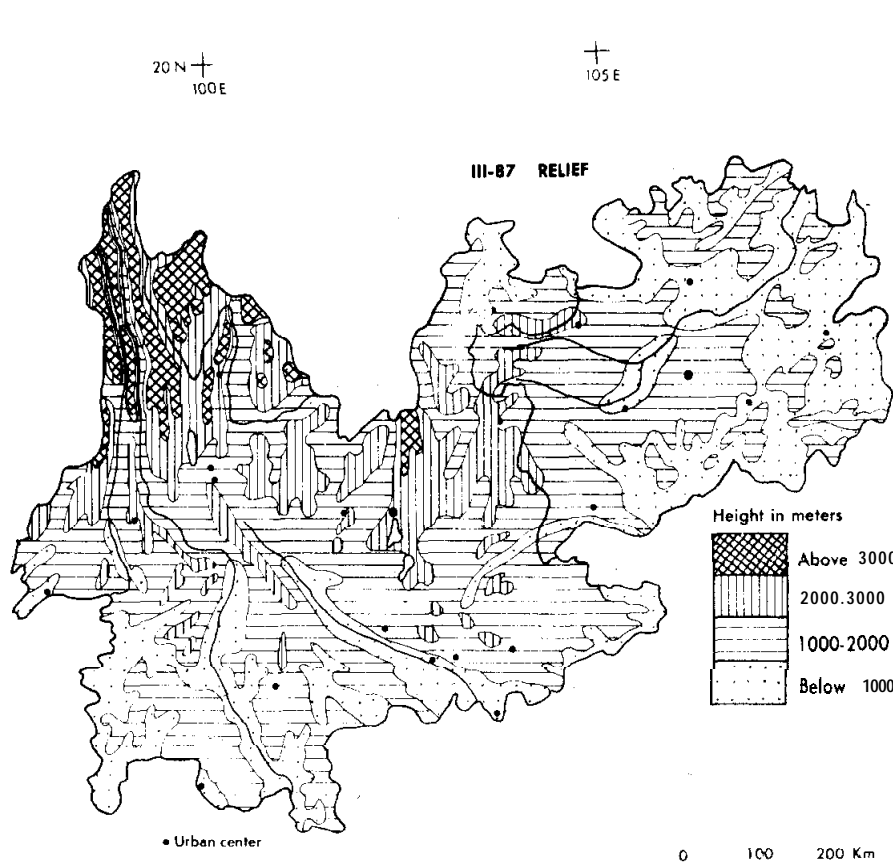 20 N
100 E
105 E
III-87 RELIEF
Height in meters
Above 3000
2000.3000
1000-2000
Below 1000
• Urban center
0 100 200 Km